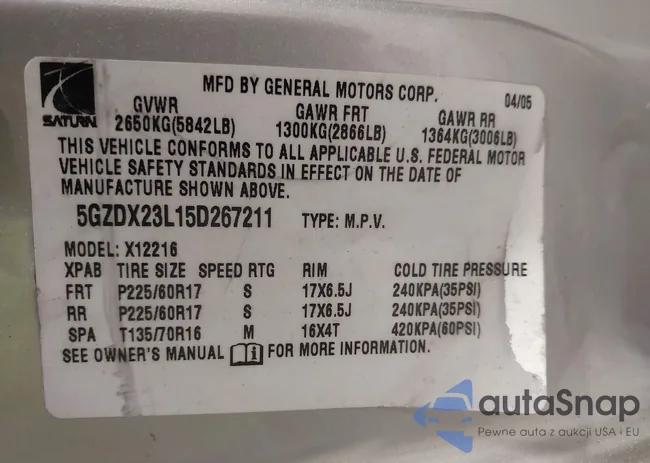 MFD BY GENERAL MOTORS CORP. 04/05
SATURN
GVWR GAWR FRT GAWR RR
2650KG(5842LB) 1300KG(2866LB) 1364KG(3006LB)
THIS VEHICLE CONFORMS TO ALL APPLICABLE U.S. FEDERAL MOTOR
VEHICLE SAFETY STANDARDS IN EFFECT ON THE DATE OF
MANUFACTURE SHOWN ABOVE.
5GZDX23L15D267211 TYPE: M.P.V.
MODEL: X12216
XPAB TIRE SIZE SPEED RTG RIM COLD TIRE PRESSURE
FRT P225/60R17 S 17X6.5J 240KPA(35PSI)
RR P225/60R17 S 17X6.5J 240KPA(35PSI)
SPA T135/70R16 M 16X4T 420KPA(60PSI)
SEE OWNER'S MANUAL i FOR MORE INFORMATION.
autaSnap
Pewne auta z aukcji USA i EU